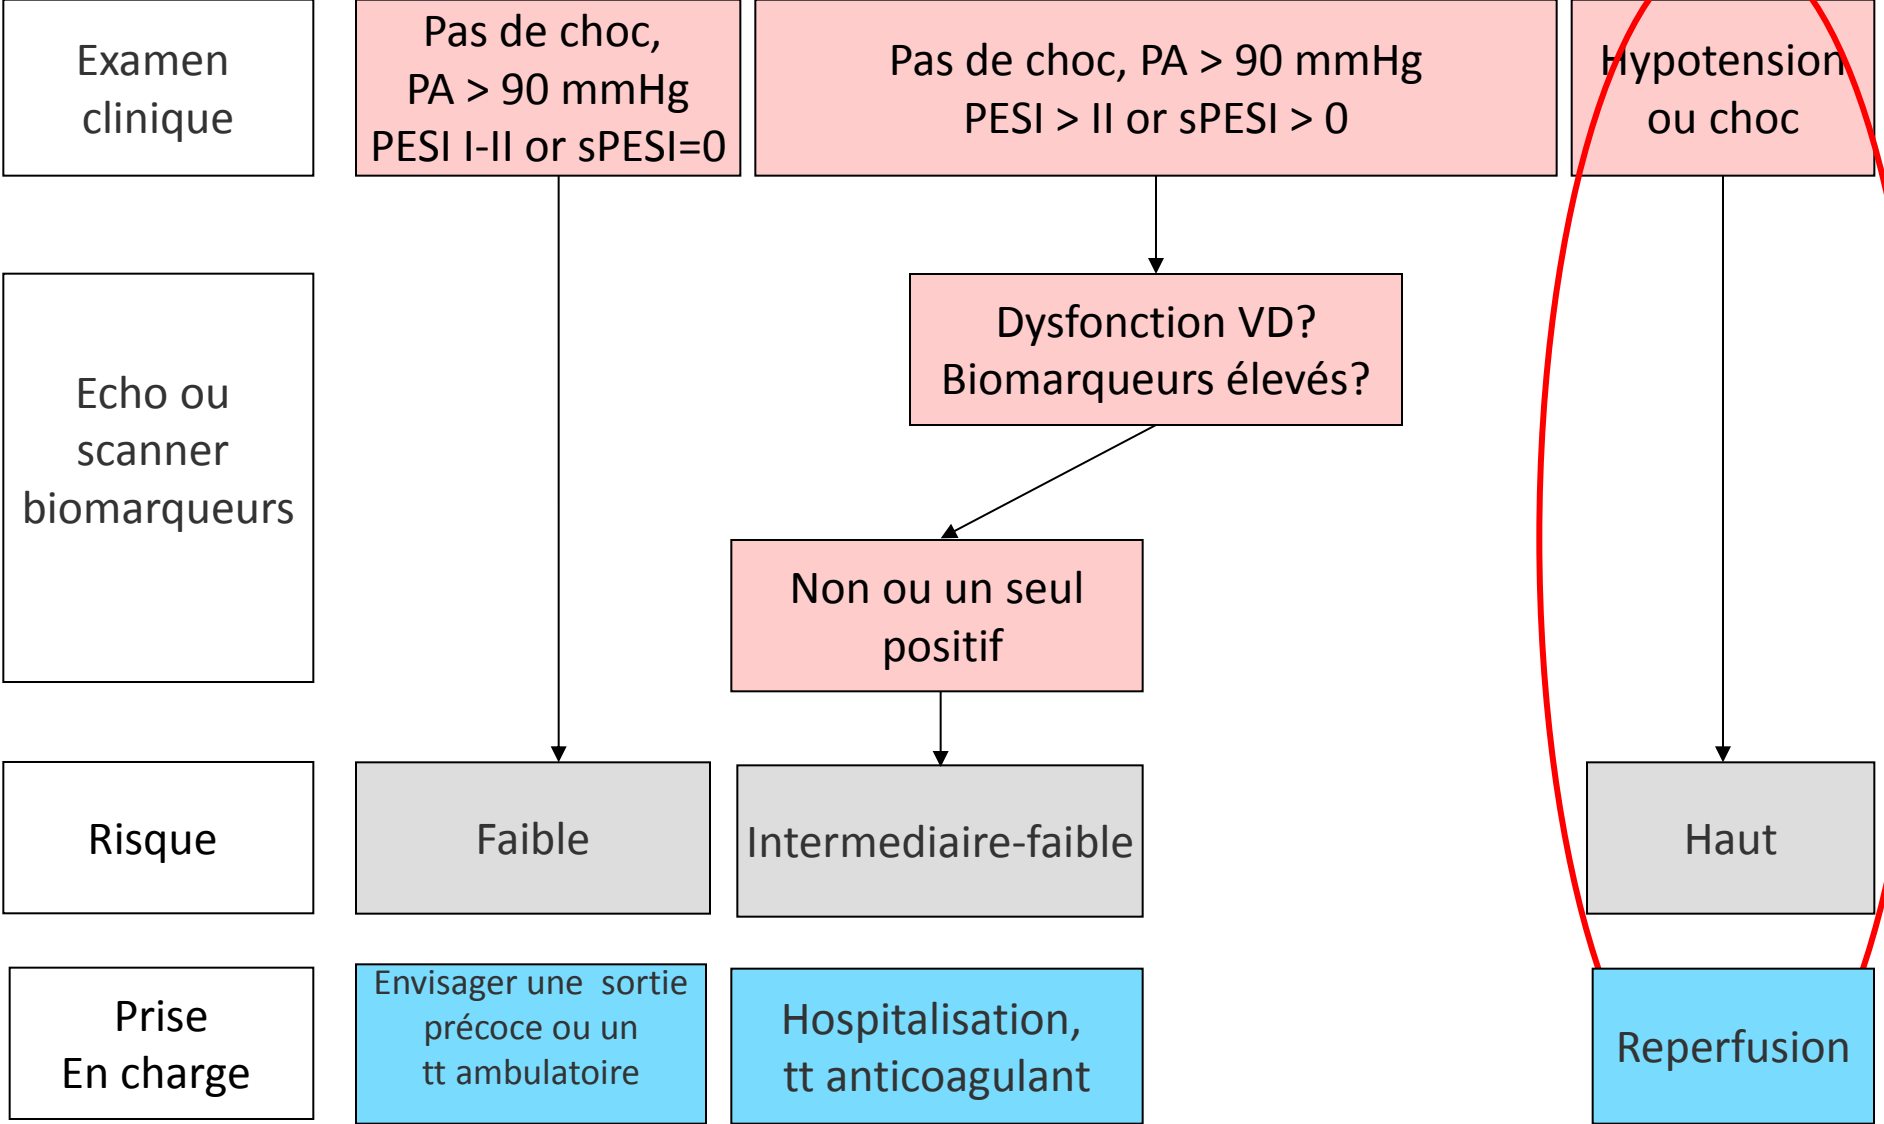 Examen
clinique
Pas de choc,
PA > 90 mmHg
PESI I-II or sPESI=0
Pas de choc, PA > 90 mmHg
PESI > II or sPESI > 0
Hypotension
ou choc
Echo ou
scanner
biomarqueurs
Dysfonction VD?
Biomarqueurs élevés?
Non ou un seul
positif
Risque
Faible
Intermediaire-faible
Haut
Prise
En charge
Envisager une sortie
précoce ou un
tt ambulatoire
Hospitalisation,
tt anticoagulant
Reperfusion